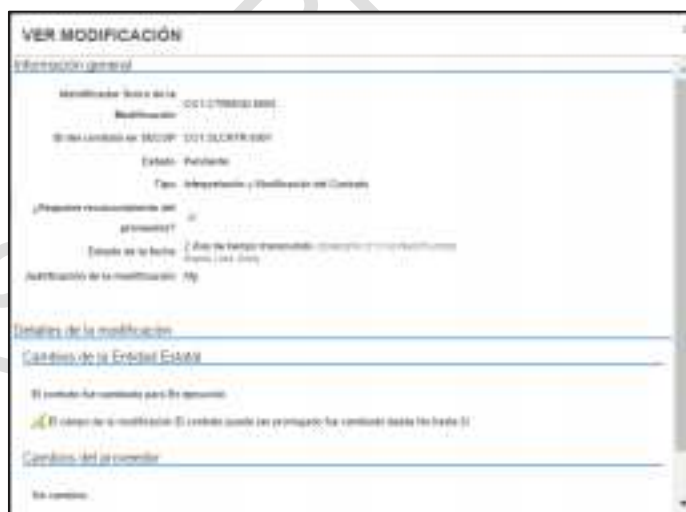 VER MODIFICACIÓN
Información general
Identificador único de la
Modificación
ID del contrato en SECOP
Estado Pendiente
Tipo Interpretación y Modificación del Contrato
¿Requiere reconocimiento del
proveedor?
Estado de la fecha de tiempo transcurrido
Justificación de la modificación
Detalles de la modificación
Cambios de la Entidad Estatal
El contrato fue cambiado para En ejecución
El campo de la modificación El contrato puede ser prorrogado fue cambiado desde No hasta Sí
Cambios del proveedor
Sin cambios